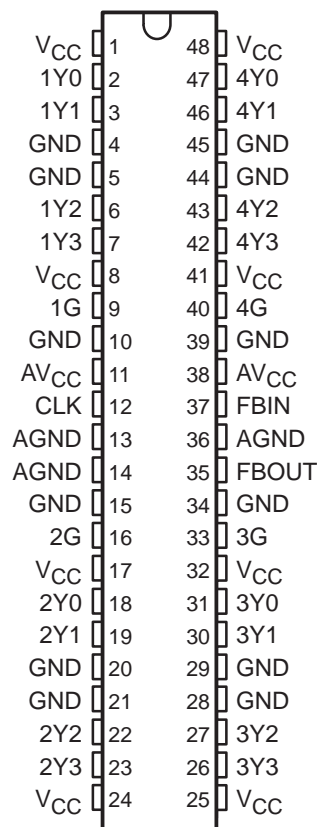 VCC 1 48 VCC
1Y0 2 47 4Y0
1Y1 3 46 4Y1
GND 4 45 GND
GND 5 44 GND
1Y2 6 43 4Y2
1Y3 7 42 4Y3
VCC 8 41 VCC
1G 9 40 4G
GND 10 39 GND
AVCC 11 38 AVCC
CLK 12 37 FBIN
AGND 13 36 AGND
AGND 14 35 FBOUT
GND 15 34 GND
2G 16 33 3G
VCC 17 32 VCC
2Y0 18 31 3Y0
2Y1 19 30 3Y1
GND 20 29 GND
GND 21 28 GND
2Y2 22 27 3Y2
2Y3 23 26 3Y3
VCC 24 25 VCC